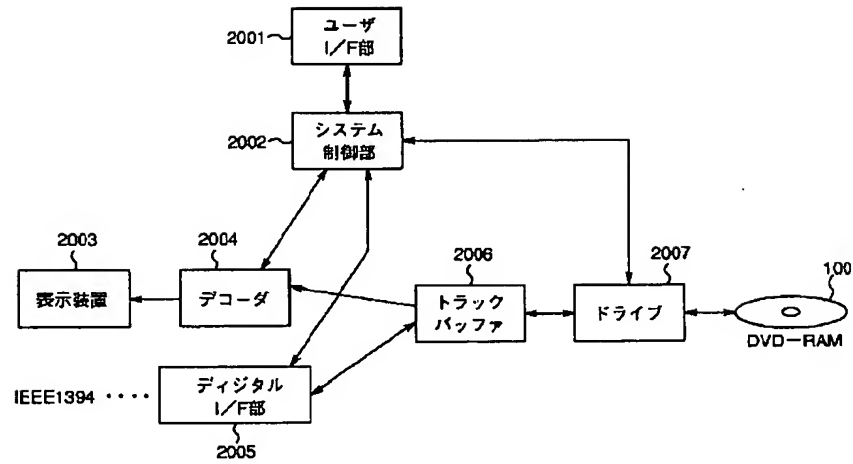 2001
ユーザ
I/F部
2002
システム
制御部
2003
2004
2006
2007
100
表示装置
デコーダ
トラック
バッファ
ドライブ
DVD-RAM
IEEE1394 ････
ディジタル
I/F部
2005